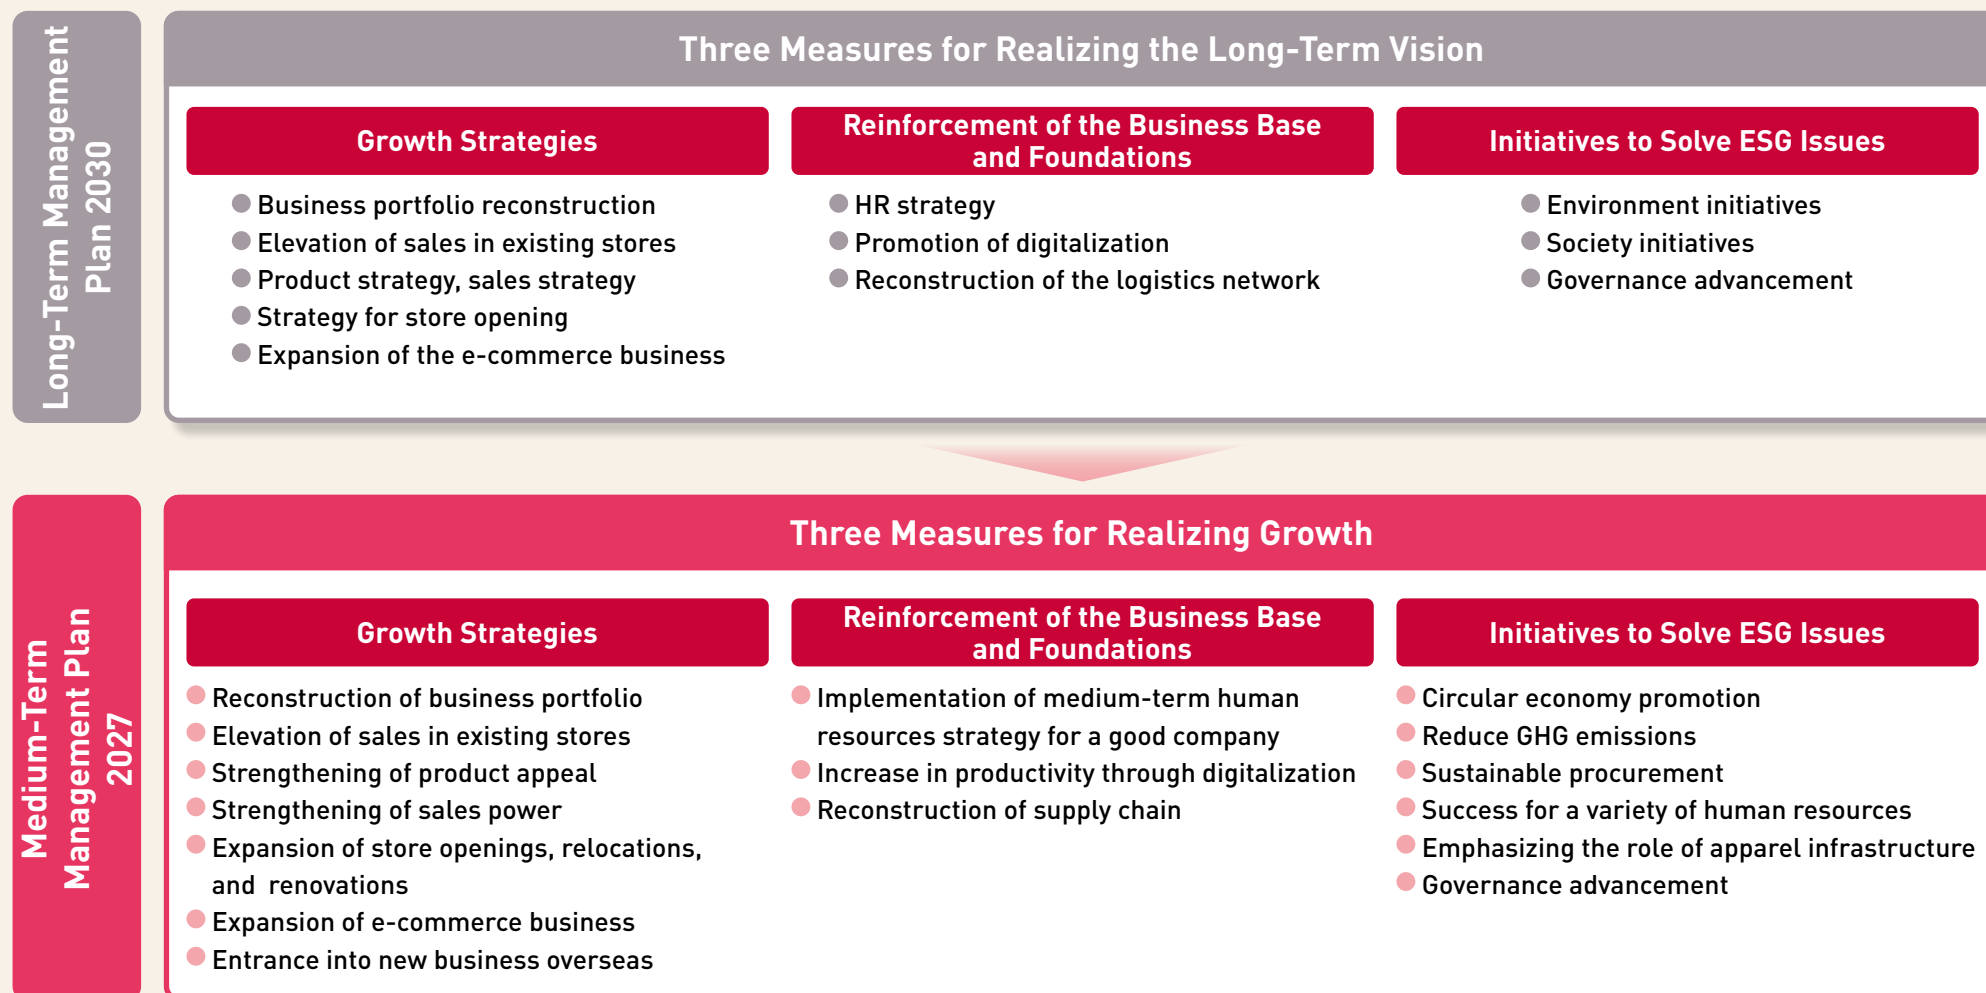 Long-Term Management
Plan 2030
Three Measures for Realizing the Long-Term Vision
Growth Strategies
Business portfolio reconstruction
Elevation of sales in existing stores
Product strategy, sales strategy
Strategy for store opening
Expansion of the e-commerce business
Reinforcement of the Business Base
and Foundations
HR strategy
Promotion of digitalization
Reconstruction of the logistics network
Initiatives to Solve ESG Issues
Environment initiatives
Society initiatives
Governance advancement
Medium-Term
Management Plan
2027
Three Measures for Realizing Growth
Growth Strategies
Reconstruction of business portfolio
Elevation of sales in existing stores
Strengthening of product appeal
Strengthening of sales power
Expansion of store openings, relocations,
and renovations
Expansion of e-commerce business
Entrance into new business overseas
Reinforcement of the Business Base
and Foundations
Implementation of medium-term human
resources strategy for a good company
Increase in productivity through digitalization
Reconstruction of supply chain
Initiatives to Solve ESG Issues
Circular economy promotion
Reduce GHG emissions
Sustainable procurement
Success for a variety of human resources
Emphasizing the role of apparel infrastructure
Governance advancement